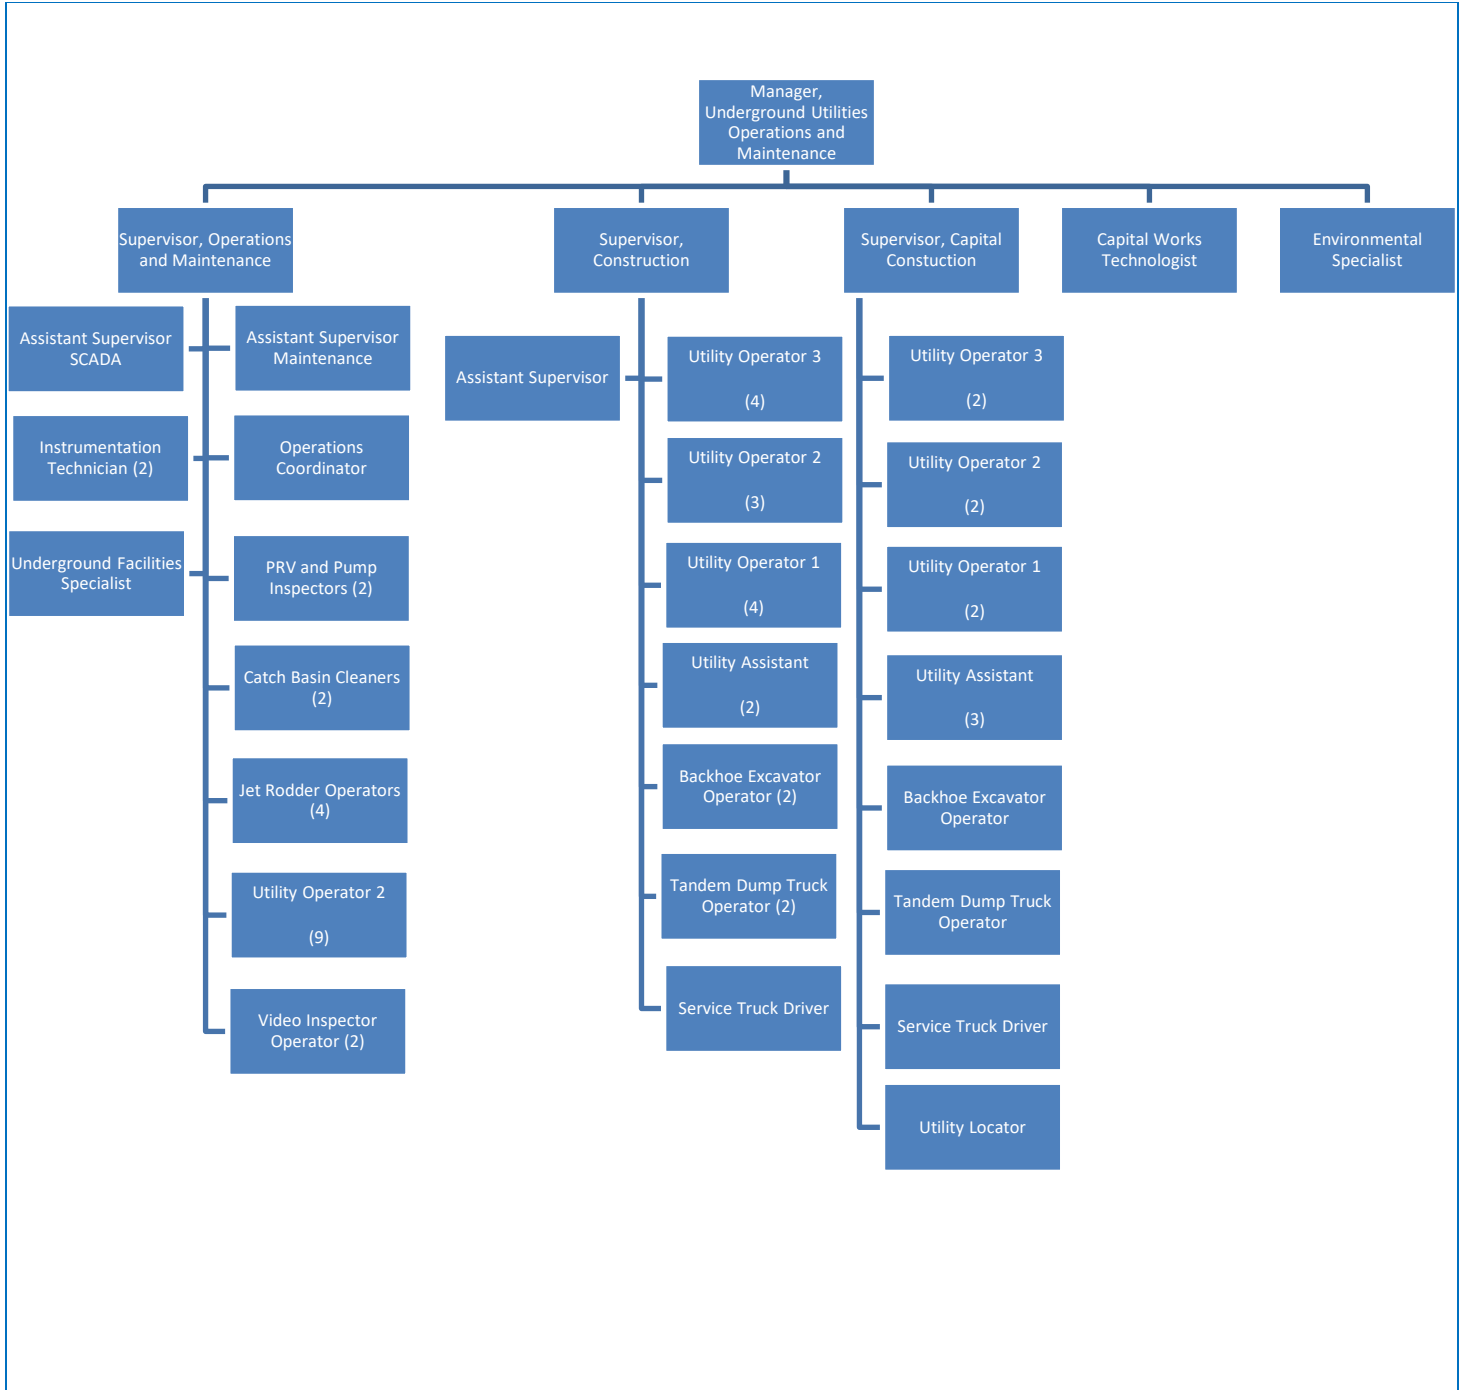 Manager,
Underground Utilities
Operations and
Maintenance
Supervisor, Operations
and Maintenance
Supervisor,
Construction
Supervisor, Capital
Constuction
Capital Works
Technologist
Environmental
Specialist
Assistant Supervisor
SCADA
Assistant Supervisor
Maintenance
Instrumentation
Technician (2)
Operations
Coordinator
Underground Facilities
Specialist
PRV and Pump
Inspectors (2)
Catch Basin Cleaners
(2)
Jet Rodder Operators
(4)
Utility Operator 2
(9)
Video Inspector
Operator (2)
Assistant Supervisor
Utility Operator 3
(4)
Utility Operator 2
(3)
Utility Operator 1
(4)
Utility Assistant
(2)
Backhoe Excavator
Operator (2)
Tandem Dump Truck
Operator (2)
Service Truck Driver
Utility Operator 3
(2)
Utility Operator 2
(2)
Utility Operator 1
(2)
Utility Assistant
(3)
Backhoe Excavator
Operator
Tandem Dump Truck
Operator
Service Truck Driver
Utility Locator